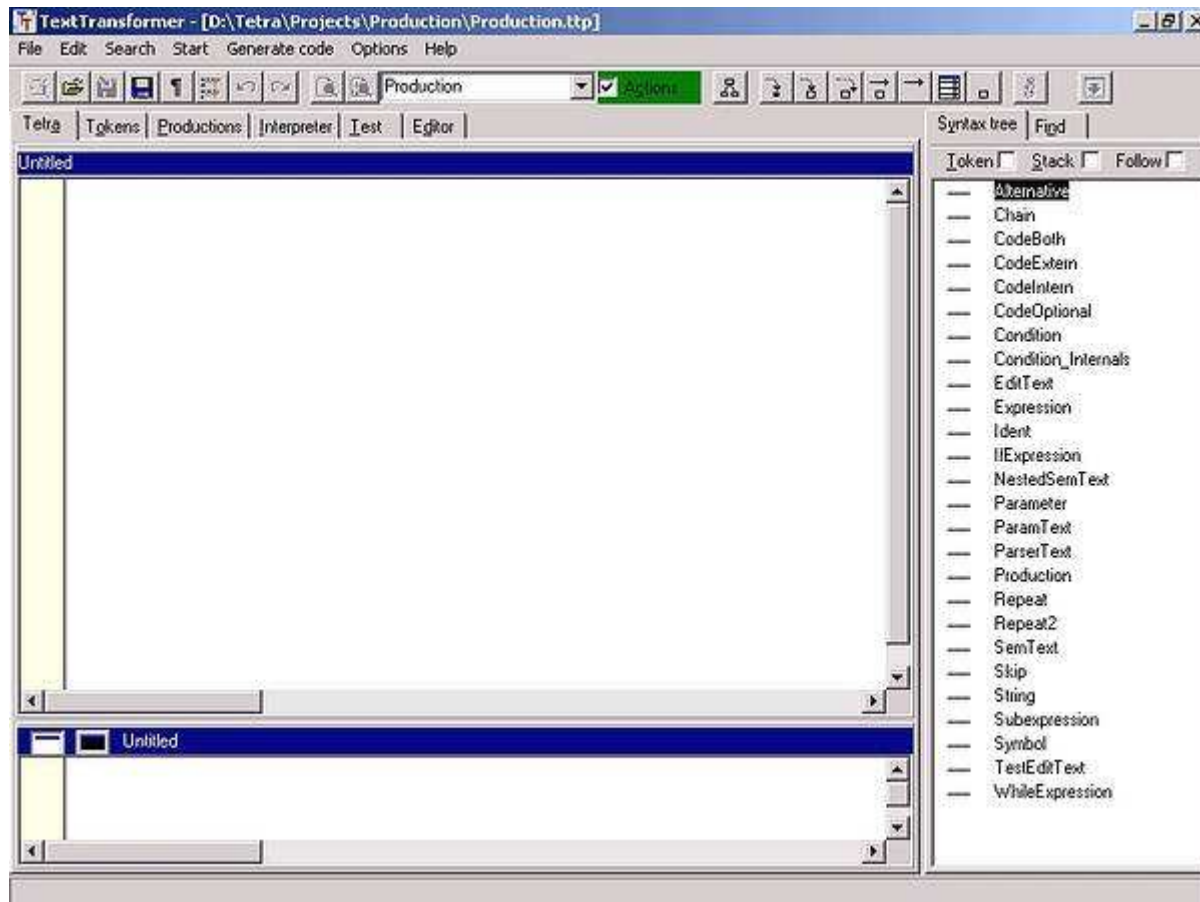 TextTransformer - [D:\Tetra\Projects\Production\Production.ttp]
File Edit Search Start Generate code Options Help
Production Actions
Tetra Tokens Productions Interpreter Test Editor Syntax tree Find
Untitled
Token Stack Follow
Alternative
Chain
CodeBoth
CodeExtern
CodeIntern
CodeOptional
Condition
Condition_Internals
EditText
Expression
Ident
IfExpression
NestedSemText
Parameter
ParamText
ParserText
Production
Repeat
Repeat2
SemText
Skip
String
Subexpression
Symbol
TestEditText
WhileExpression
Untitled